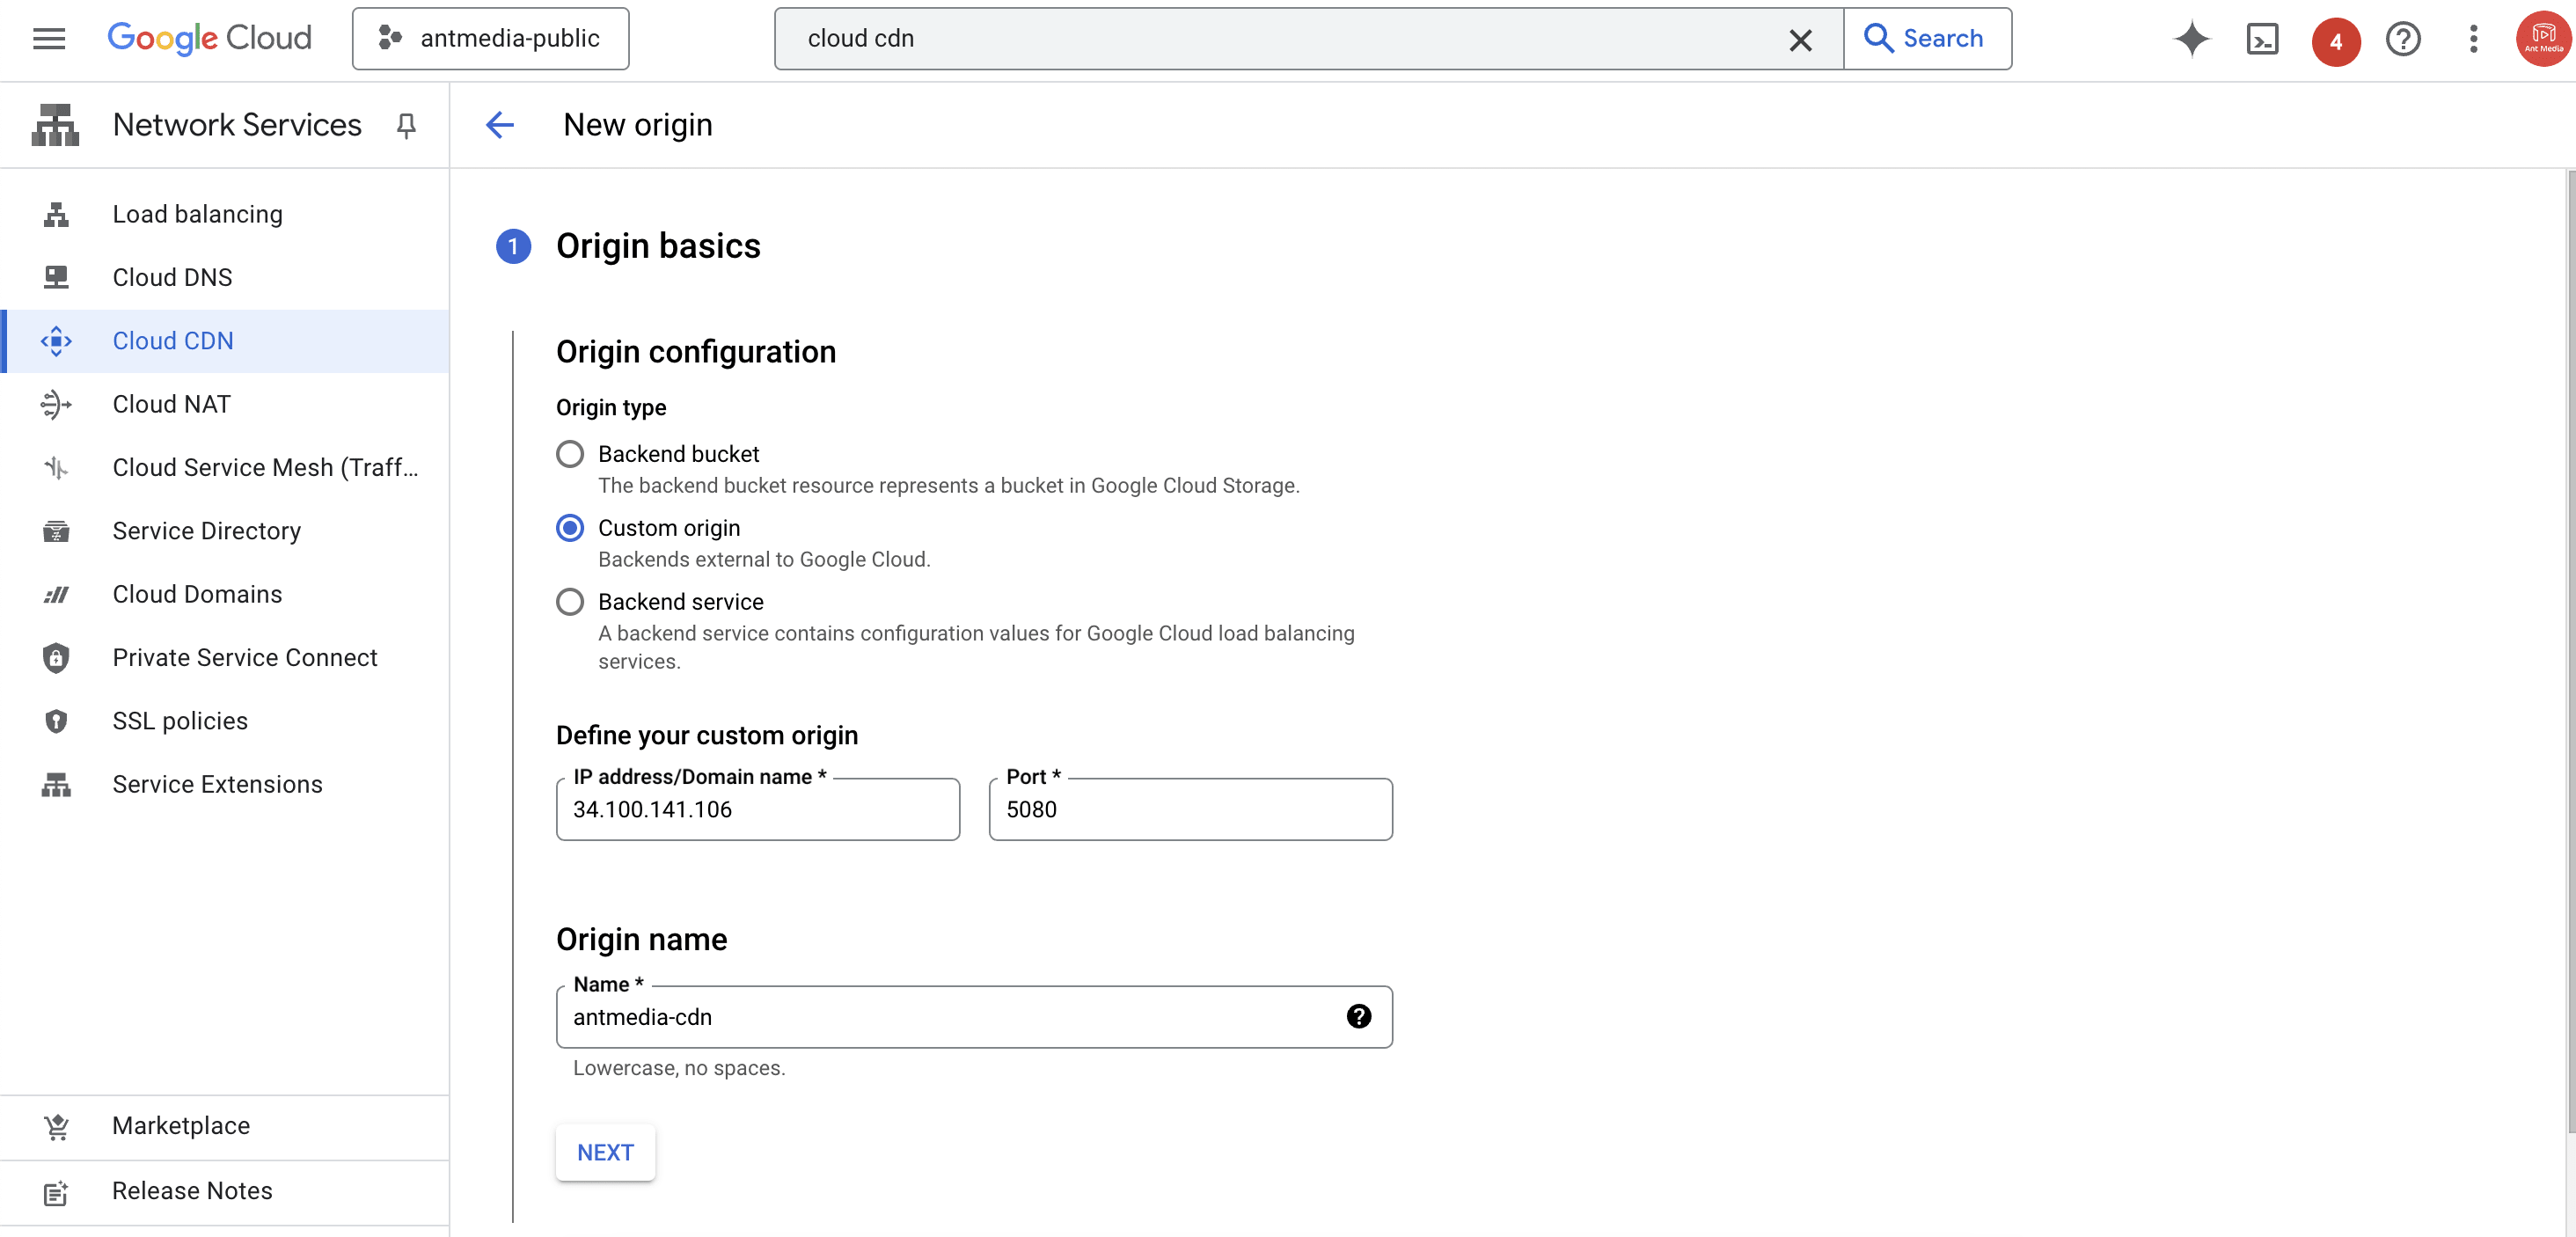 Google Cloud
antmedia-public
cloud cdn
Search
4
Ant Media
Network Services
New origin
Load balancing
Cloud DNS
Cloud CDN
Cloud NAT
Cloud Service Mesh (Traff...
Service Directory
Cloud Domains
Private Service Connect
SSL policies
Service Extensions
Marketplace
Release Notes
1 Origin basics
Origin configuration
Origin type
Backend bucket
The backend bucket resource represents a bucket in Google Cloud Storage.
Custom origin
Backends external to Google Cloud.
Backend service
A backend service contains configuration values for Google Cloud load balancing
services.
Define your custom origin
IP address/Domain name *
34.100.141.106
Port *
5080
Origin name
Name *
antmedia-cdn
Lowercase, no spaces.
NEXT